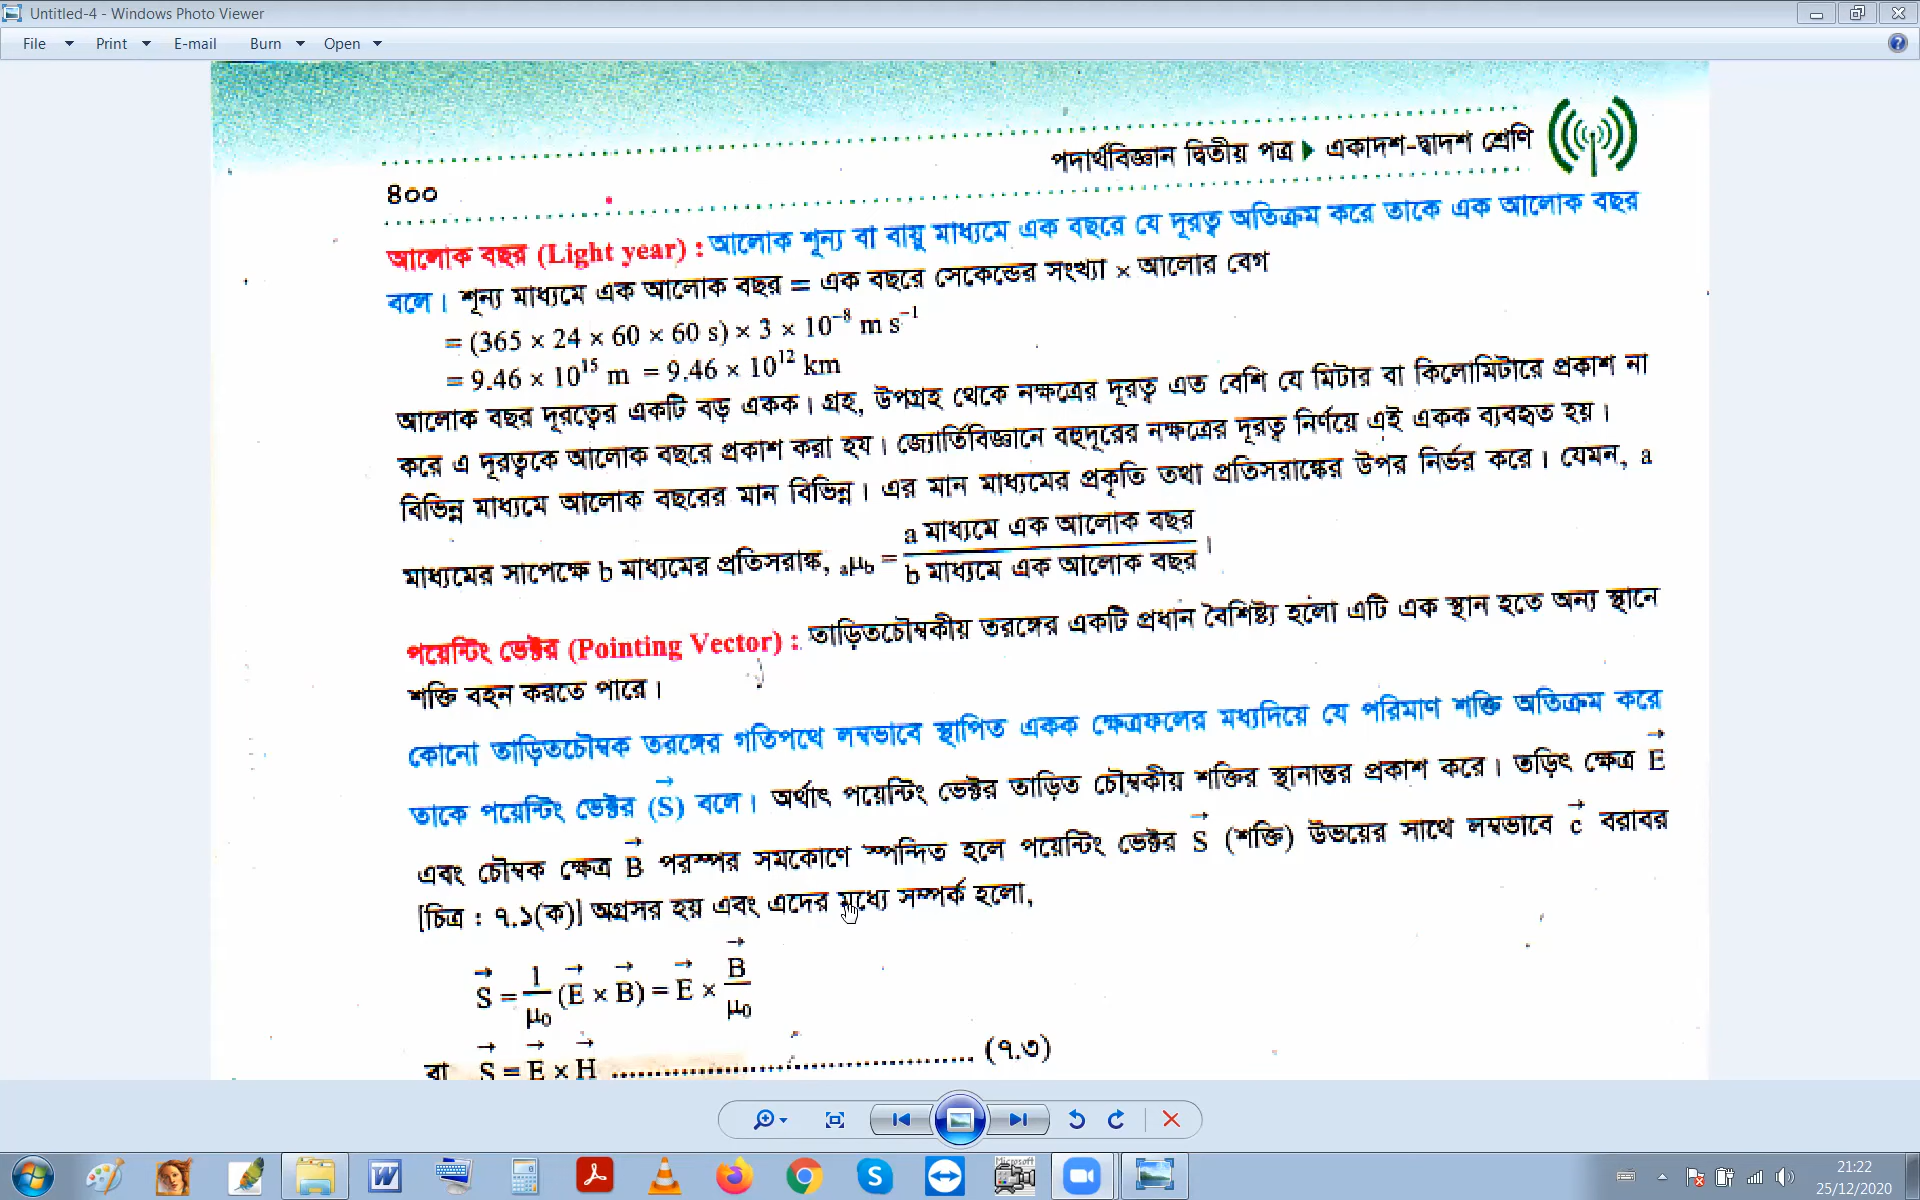 Untitled-4 - Windows Photo Viewer
File Print E-mail Burn Open
পদার্থবিজ্ঞান দ্বিতীয় পত্র ▶ একাদশ-দ্বাদশ শ্রেণি
৪০০
আলোক বছর (Light year) : আলোক শূন্য বা বায়ু মাধ্যমে এক বছরে যে দূরত্ব অতিক্রম করে তাকে এক আলোক বছর
বলে। শূন্য মাধ্যমে এক আলোক বছর = এক বছরে সেকেন্ডের সংখ্যা × আলোর বেগ
= (365 × 24 × 60 × 60 s) × 3 × 10⁻⁸ m s⁻¹
= 9.46 × 10¹⁵ m = 9.46 × 10¹² km
আলোক বছর দূরত্বের একটি বড় একক। গ্রহ, উপগ্রহ থেকে নক্ষত্রের দূরত্ব এত বেশি যে মিটার বা কিলোমিটারে প্রকাশ না
করে এ দূরত্বকে আলোক বছরে প্রকাশ করা হয। জ্যোর্তিবিজ্ঞানে বহুদূরের নক্ষত্রের দূরত্ব নির্ণয়ে এই একক ব্যবহৃত হয়।
বিভিন্ন মাধ্যমে আলোক বছরের মান বিভিন্ন। এর মান মাধ্যমের প্রকৃতি তথা প্রতিসরাঙ্কের উপর নির্ভর করে। যেমন, a
মাধ্যমের সাপেক্ষে b মাধ্যমের প্রতিসরাঙ্ক, ₐμb = a মাধ্যমে এক আলোক বছর / b মাধ্যমে এক আলোক বছর ।
পয়েন্টিং ভেক্টর (Pointing Vector) : তাড়িতচৌম্বকীয় তরঙ্গের একটি প্রধান বৈশিষ্ট্য হলো এটি এক স্থান হতে অন্য স্থানে
শক্তি বহন করতে পারে।
কোনো তাড়িতচৌম্বক তরঙ্গের গতিপথে লম্বভাবে স্থাপিত একক ক্ষেত্রফলের মধ্যদিয়ে যে পরিমাণ শক্তি অতিক্রম করে
তাকে পয়েন্টিং ভেক্টর (S⃗) বলে। অর্থাৎ পয়েন্টিং ভেক্টর তাড়িত চৌম্বকীয় শক্তির স্থানান্তর প্রকাশ করে। তড়িৎ ক্ষেত্র E⃗
এবং চৌম্বক ক্ষেত্র B⃗ পরস্পর সমকোণে স্পন্দিত হলে পয়েন্টিং ভেক্টর S⃗ (শক্তি) উভয়ের সাথে লম্বভাবে c⃗ বরাবর
[চিত্র : ৭.১(ক)] অগ্রসর হয় এবং এদের মধ্যে সম্পর্ক হলো,
S⃗ = 1/μ₀ (E⃗ × B⃗) = E⃗ × B⃗/μ₀
বা S⃗ = E⃗ × H⃗ .................................... (৭.৩)
Microsoft
21:22
25/12/2020